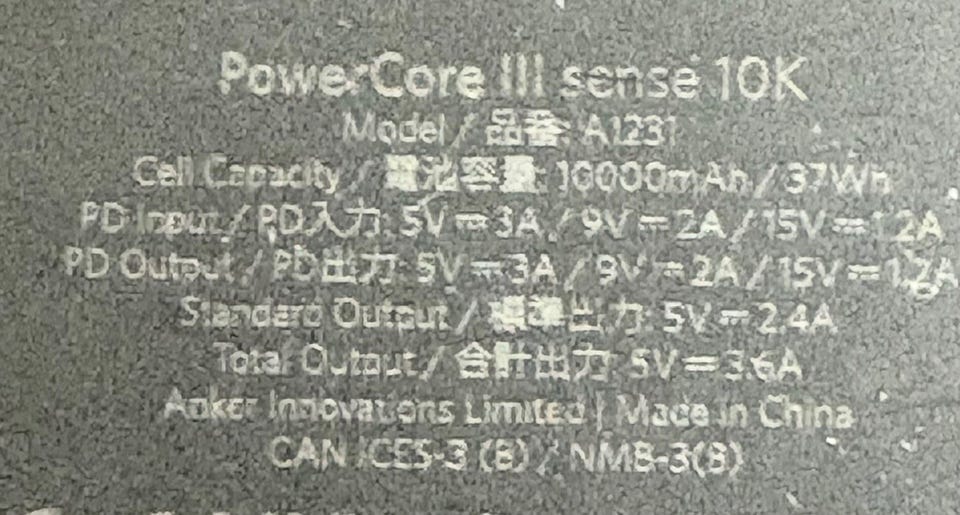 PowerCore III sense 10K
Model / 品番: A1231
Cell Capacity / 電池容量: 10000mAh / 37Wh
PD Input / PD入力: 5V⎓3A / 9V⎓2A / 15V⎓1.2A
PD Output / PD出力: 5V⎓3A / 9V⎓2A / 15V⎓1.2A
Standard Output / 標準出力: 5V⎓2.4A
Total Output / 合計出力: 5V⎓3.6A
Anker Innovations Limited | Made in China
CAN ICES-3 (B) / NMB-3(B)